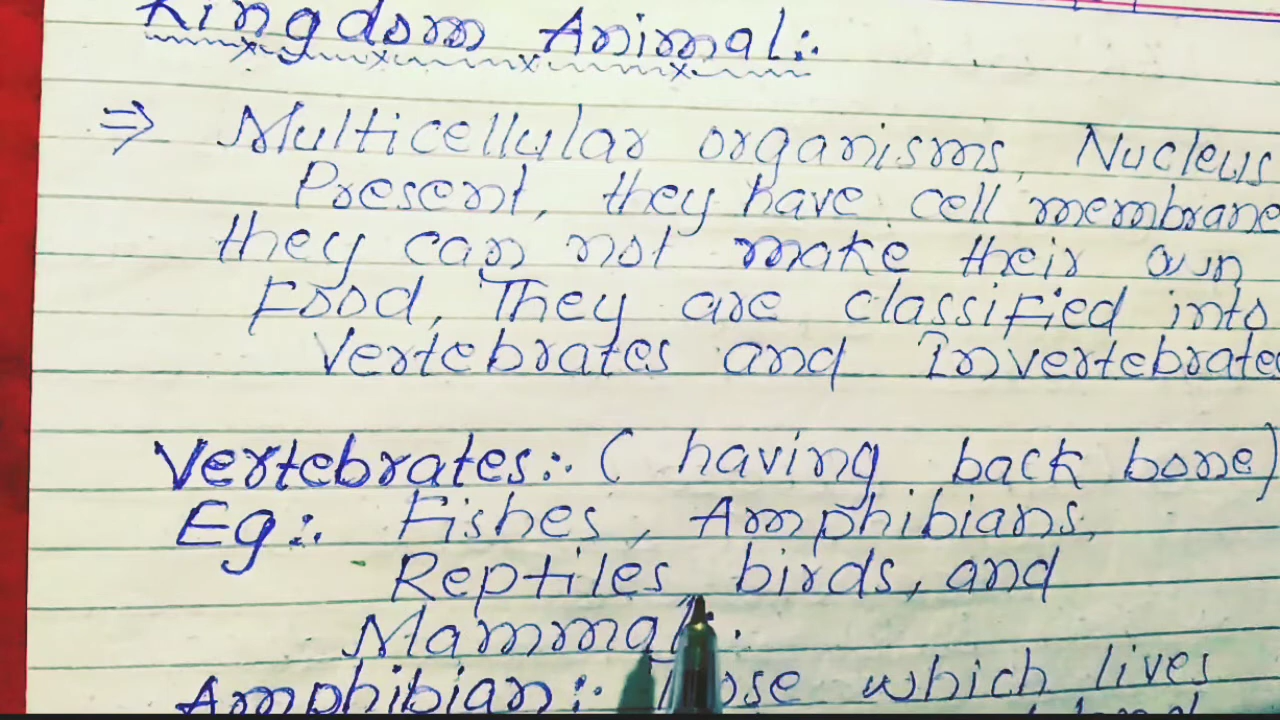 Kingdom Animal:.
⇒ Multicellular organisms, Nucleus
Present, they have cell membrane
they can not make their own
Food, They are classified into
Vertebrates and Invertebrates
Vertebrates:. ( having back bone)
Eg:. Fishes, Amphibians,
Reptiles, birds, and
Mammal.
Amphibian:. Those which lives